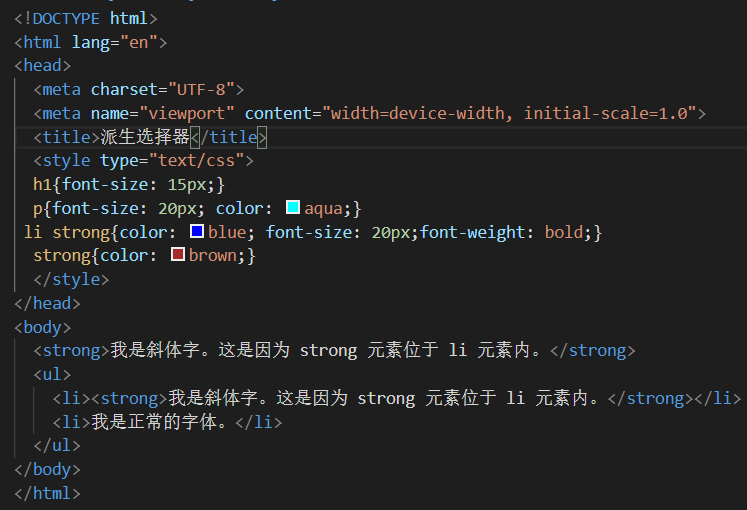 <!DOCTYPE html>
<html lang="en">
<head>
  <meta charset="UTF-8">
  <meta name="viewport" content="width=device-width, initial-scale=1.0">
  <title>派生选择器</title>
  <style type="text/css">
  h1{font-size: 15px;}
  p{font-size: 20px; color: aqua;}
 li strong{color: blue; font-size: 20px;font-weight: bold;}
  strong{color: brown;}
  </style>
</head>
<body>
  <strong>我是斜体字。这是因为 strong 元素位于 li 元素内。</strong>
  <ul>
    <li><strong>我是斜体字。这是因为 strong 元素位于 li 元素内。</strong></li>
    <li>我是正常的字体。</li>
  </ul>
</body>
</html>